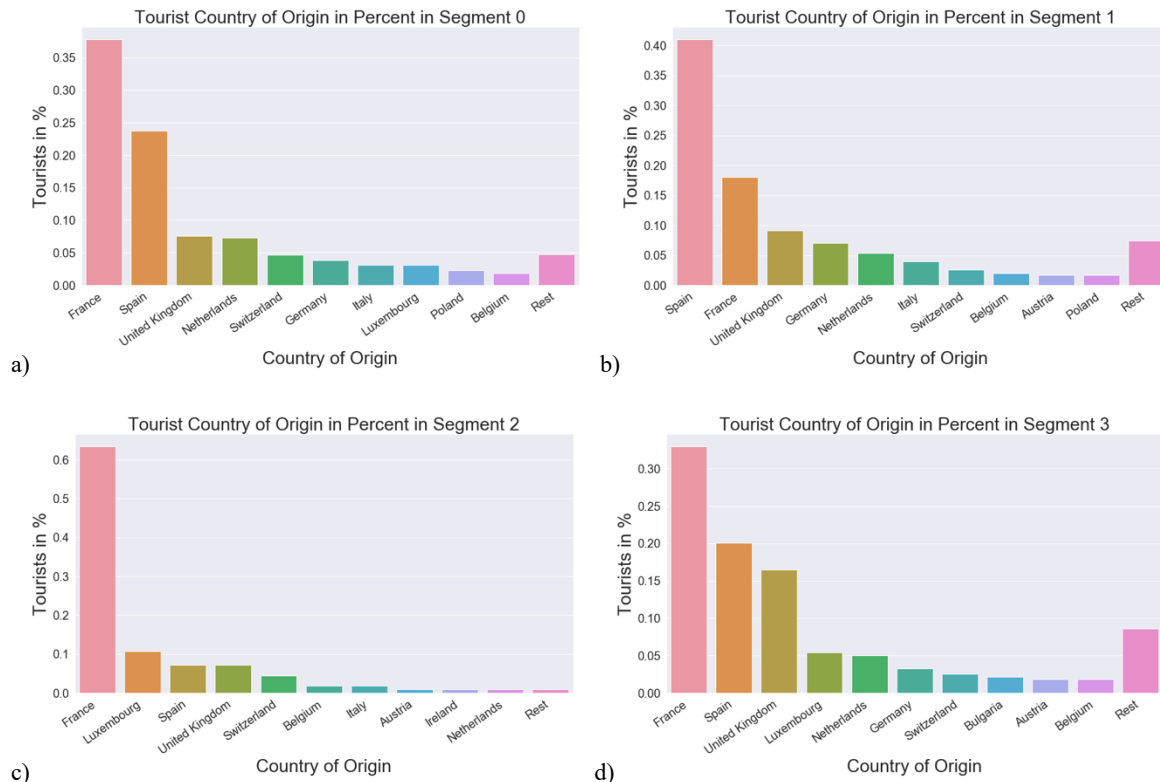 Tourist Country of Origin in Percent in Segment 0
Tourists in %
0.35
0.30
0.25
0.20
0.15
0.10
0.05
0.00
France
Spain
United Kingdom
Netherlands
Switzerland
Germany
Italy
Luxembourg
Poland
Belgium
Rest
Country of Origin
a)
Tourist Country of Origin in Percent in Segment 1
Tourists in %
0.40
0.35
0.30
0.25
0.20
0.15
0.10
0.05
0.00
Spain
France
United Kingdom
Germany
Netherlands
Italy
Switzerland
Belgium
Austria
Poland
Rest
Country of Origin
b)
Tourist Country of Origin in Percent in Segment 2
Tourists in %
0.6
0.5
0.4
0.3
0.2
0.1
0.0
France
Luxembourg
Spain
United Kingdom
Switzerland
Belgium
Italy
Austria
Ireland
Netherlands
Rest
Country of Origin
c)
Tourist Country of Origin in Percent in Segment 3
Tourists in %
0.30
0.25
0.20
0.15
0.10
0.05
0.00
France
Spain
United Kingdom
Luxembourg
Netherlands
Germany
Switzerland
Bulgaria
Austria
Belgium
Rest
Country of Origin
d)